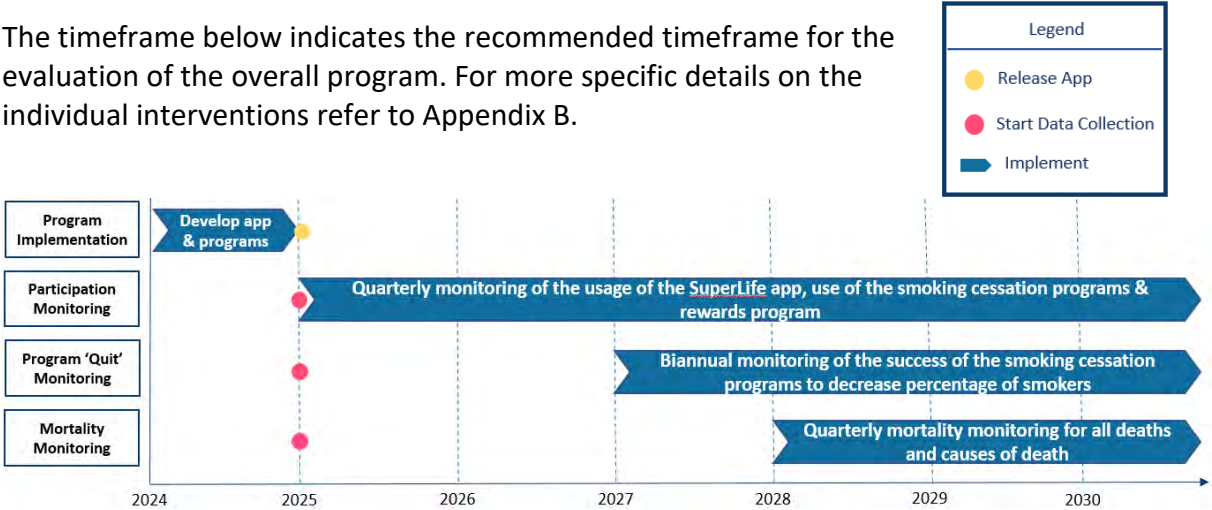 The timeframe below indicates the recommended timeframe for the
evaluation of the overall program. For more specific details on the
individual interventions refer to Appendix B.
Legend
Release App
Start Data Collection
Implement
Program
Implementation
Develop app
& programs
Participation
Monitoring
Quarterly monitoring of the usage of the SuperLife app, use of the smoking cessation programs &
rewards program
Program ‘Quit’
Monitoring
Biannual monitoring of the success of the smoking cessation
programs to decrease percentage of smokers
Mortality
Monitoring
Quarterly mortality monitoring for all deaths
and causes of death
2024 2025 2026 2027 2028 2029 2030